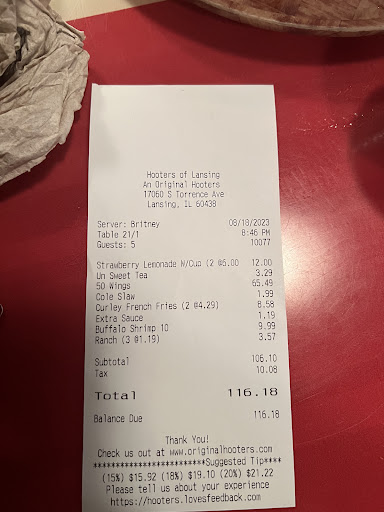 Hooters of Lansing
An Original Hooters
17060 S Torrence Ave
Lansing, IL 60438
Server: Britney 08/18/2023
Table 21/1 8:46 PM
Guests: 5 10077
Strawberry Lemonade W/Cup (2 @6.00 12.00
Un Sweet Tea 3.29
50 Wings 65.49
Cole Slaw 1.99
Curley French Fries (2 @4.29) 8.58
Extra Sauce 1.19
Buffalo Shrimp 10 9.99
Ranch (3 @1.19) 3.57
Subtotal 106.10
Tax 10.08
Total 116.18
Balance Due 116.18
Thank You!
Check us out at www.originalhooters.com
*************************Suggested Tip****
(15%) $15.92 (18%) $19.10 (20%) $21.22
Please tell us about your experience
https://hooters.lovesfeedback.com